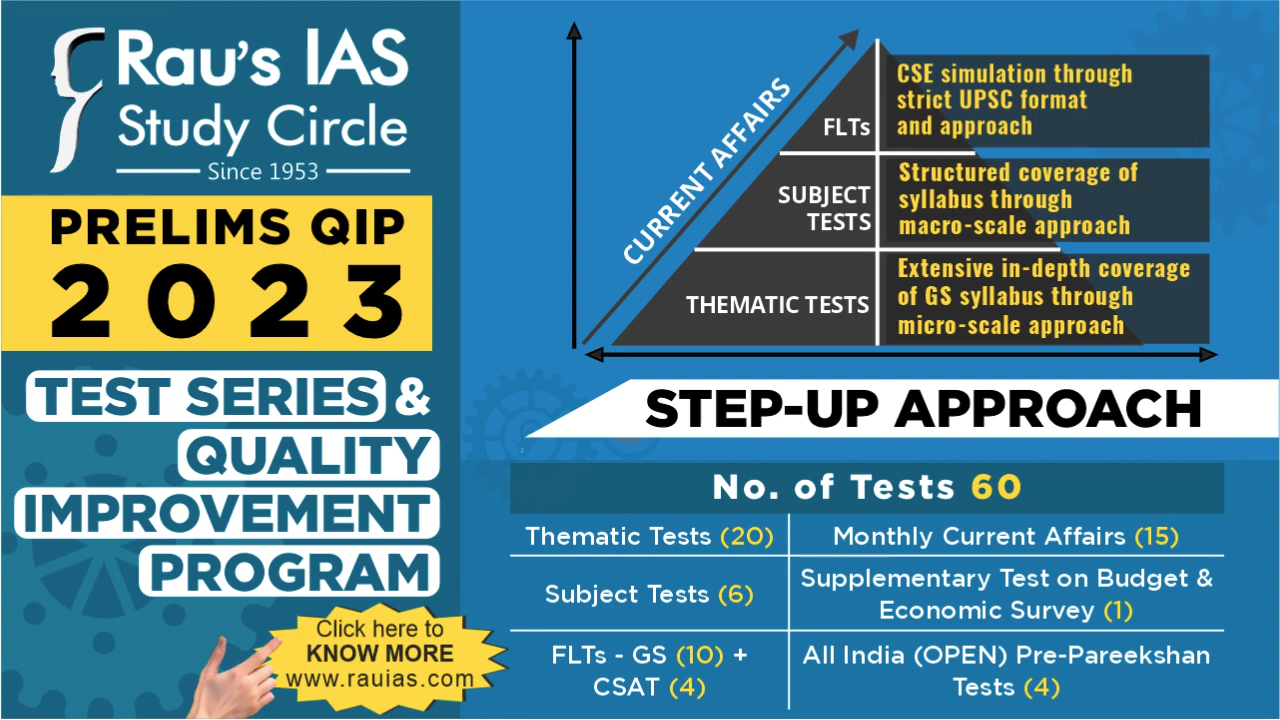 Rau's IAS
Study Circle
Since 1953
PRELIMS QIP
2023
TEST SERIES &
QUALITY
IMPROVEMENT
PROGRAM
Click here to
KNOW MORE
www.rauias.com
CURRENT AFFAIRS
FLTs
CSE simulation through
strict UPSC format
and approach
SUBJECT
TESTS
Structured coverage of
syllabus through
macro-scale approach
THEMATIC TESTS
Extensive in-depth coverage
of GS syllabus through
micro-scale approach
STEP-UP APPROACH
No. of Tests 60
Thematic Tests (20)
Monthly Current Affairs (15)
Subject Tests (6)
Supplementary Test on Budget &
Economic Survey (1)
FLTs - GS (10) +
CSAT (4)
All India (OPEN) Pre-Pareekshan
Tests (4)